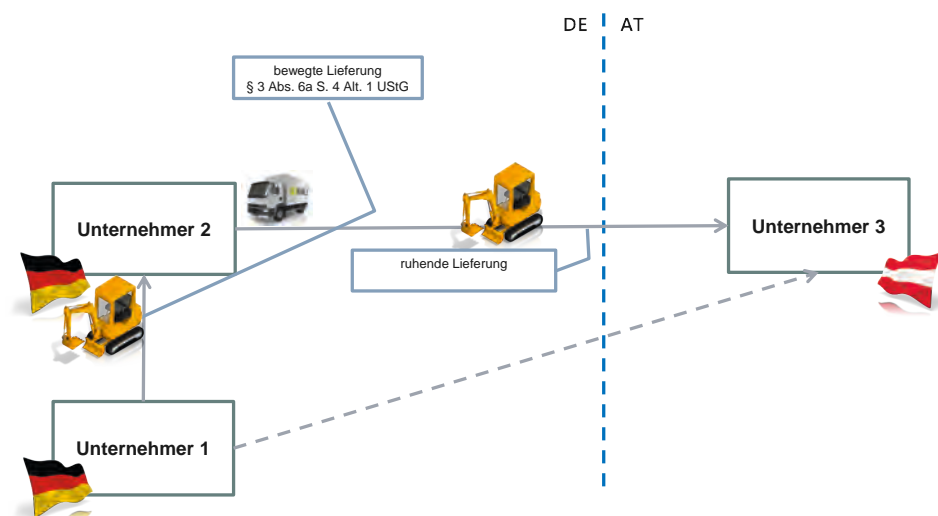 DE AT
bewegte Lieferung
§ 3 Abs. 6a S. 4 Alt. 1 UStG
Unternehmer 2
Unternehmer 3
ruhende Lieferung
Unternehmer 1